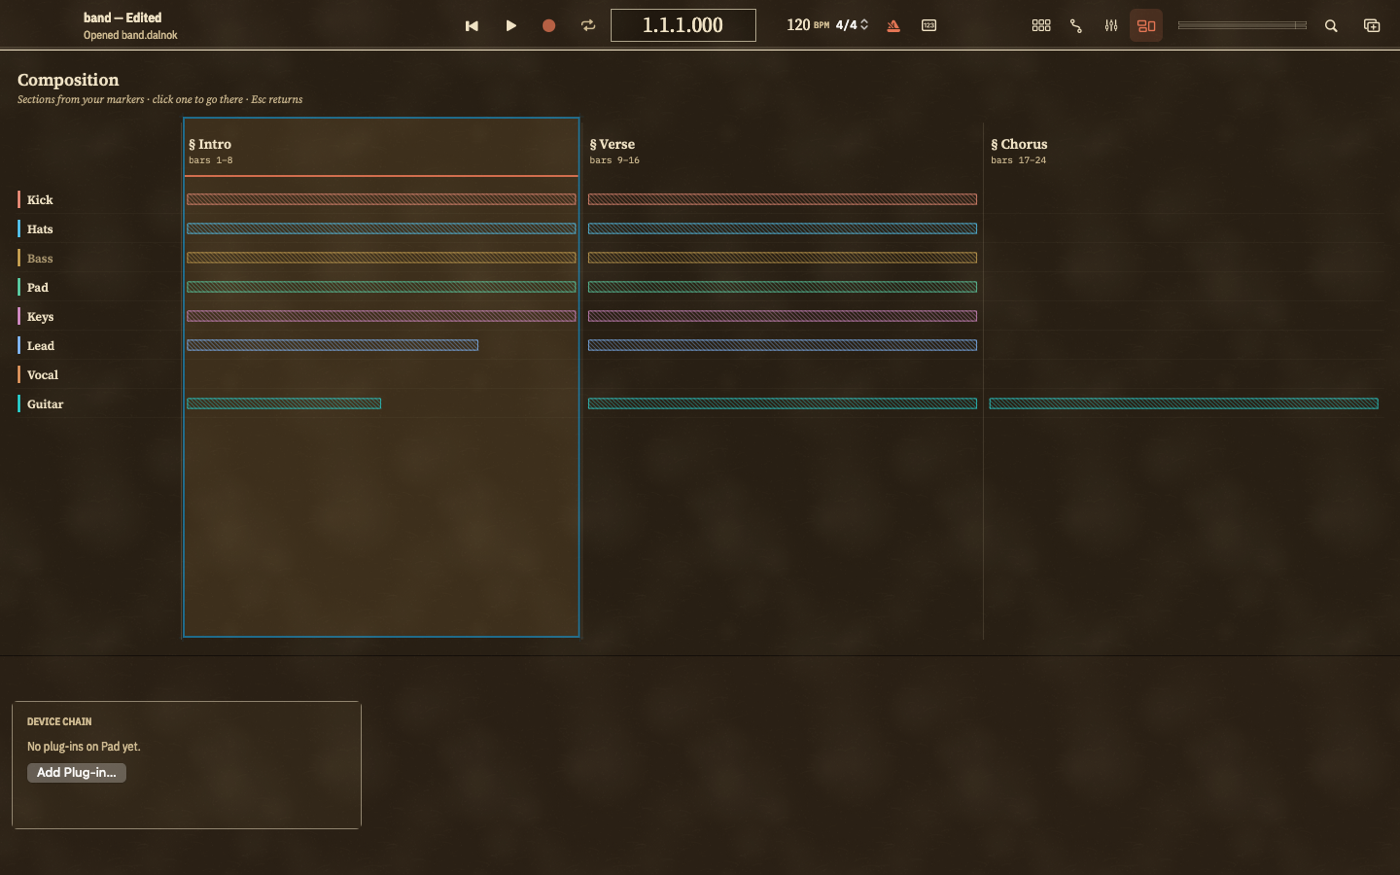 band — Edited
Opened band.dalnok
1.1.1.000
120 BPM 4/4
123
Composition
Sections from your markers · click one to go there · Esc returns
§ Intro
bars 1–8
§ Verse
bars 9–16
§ Chorus
bars 17–24
Kick
Hats
Bass
Pad
Keys
Lead
Vocal
Guitar
DEVICE CHAIN
No plug-ins on Pad yet.
Add Plug-in...